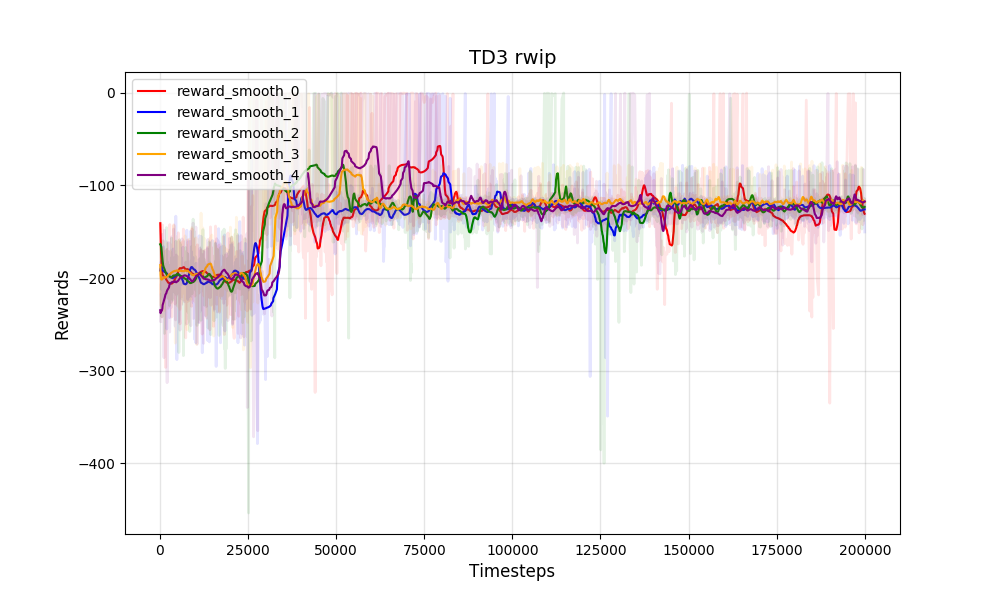 TD3 rwip
reward_smooth_0
reward_smooth_1
reward_smooth_2
reward_smooth_3
reward_smooth_4
0
−100
−200
−300
−400
Rewards
0 25000 50000 75000 100000 125000 150000 175000 200000
Timesteps